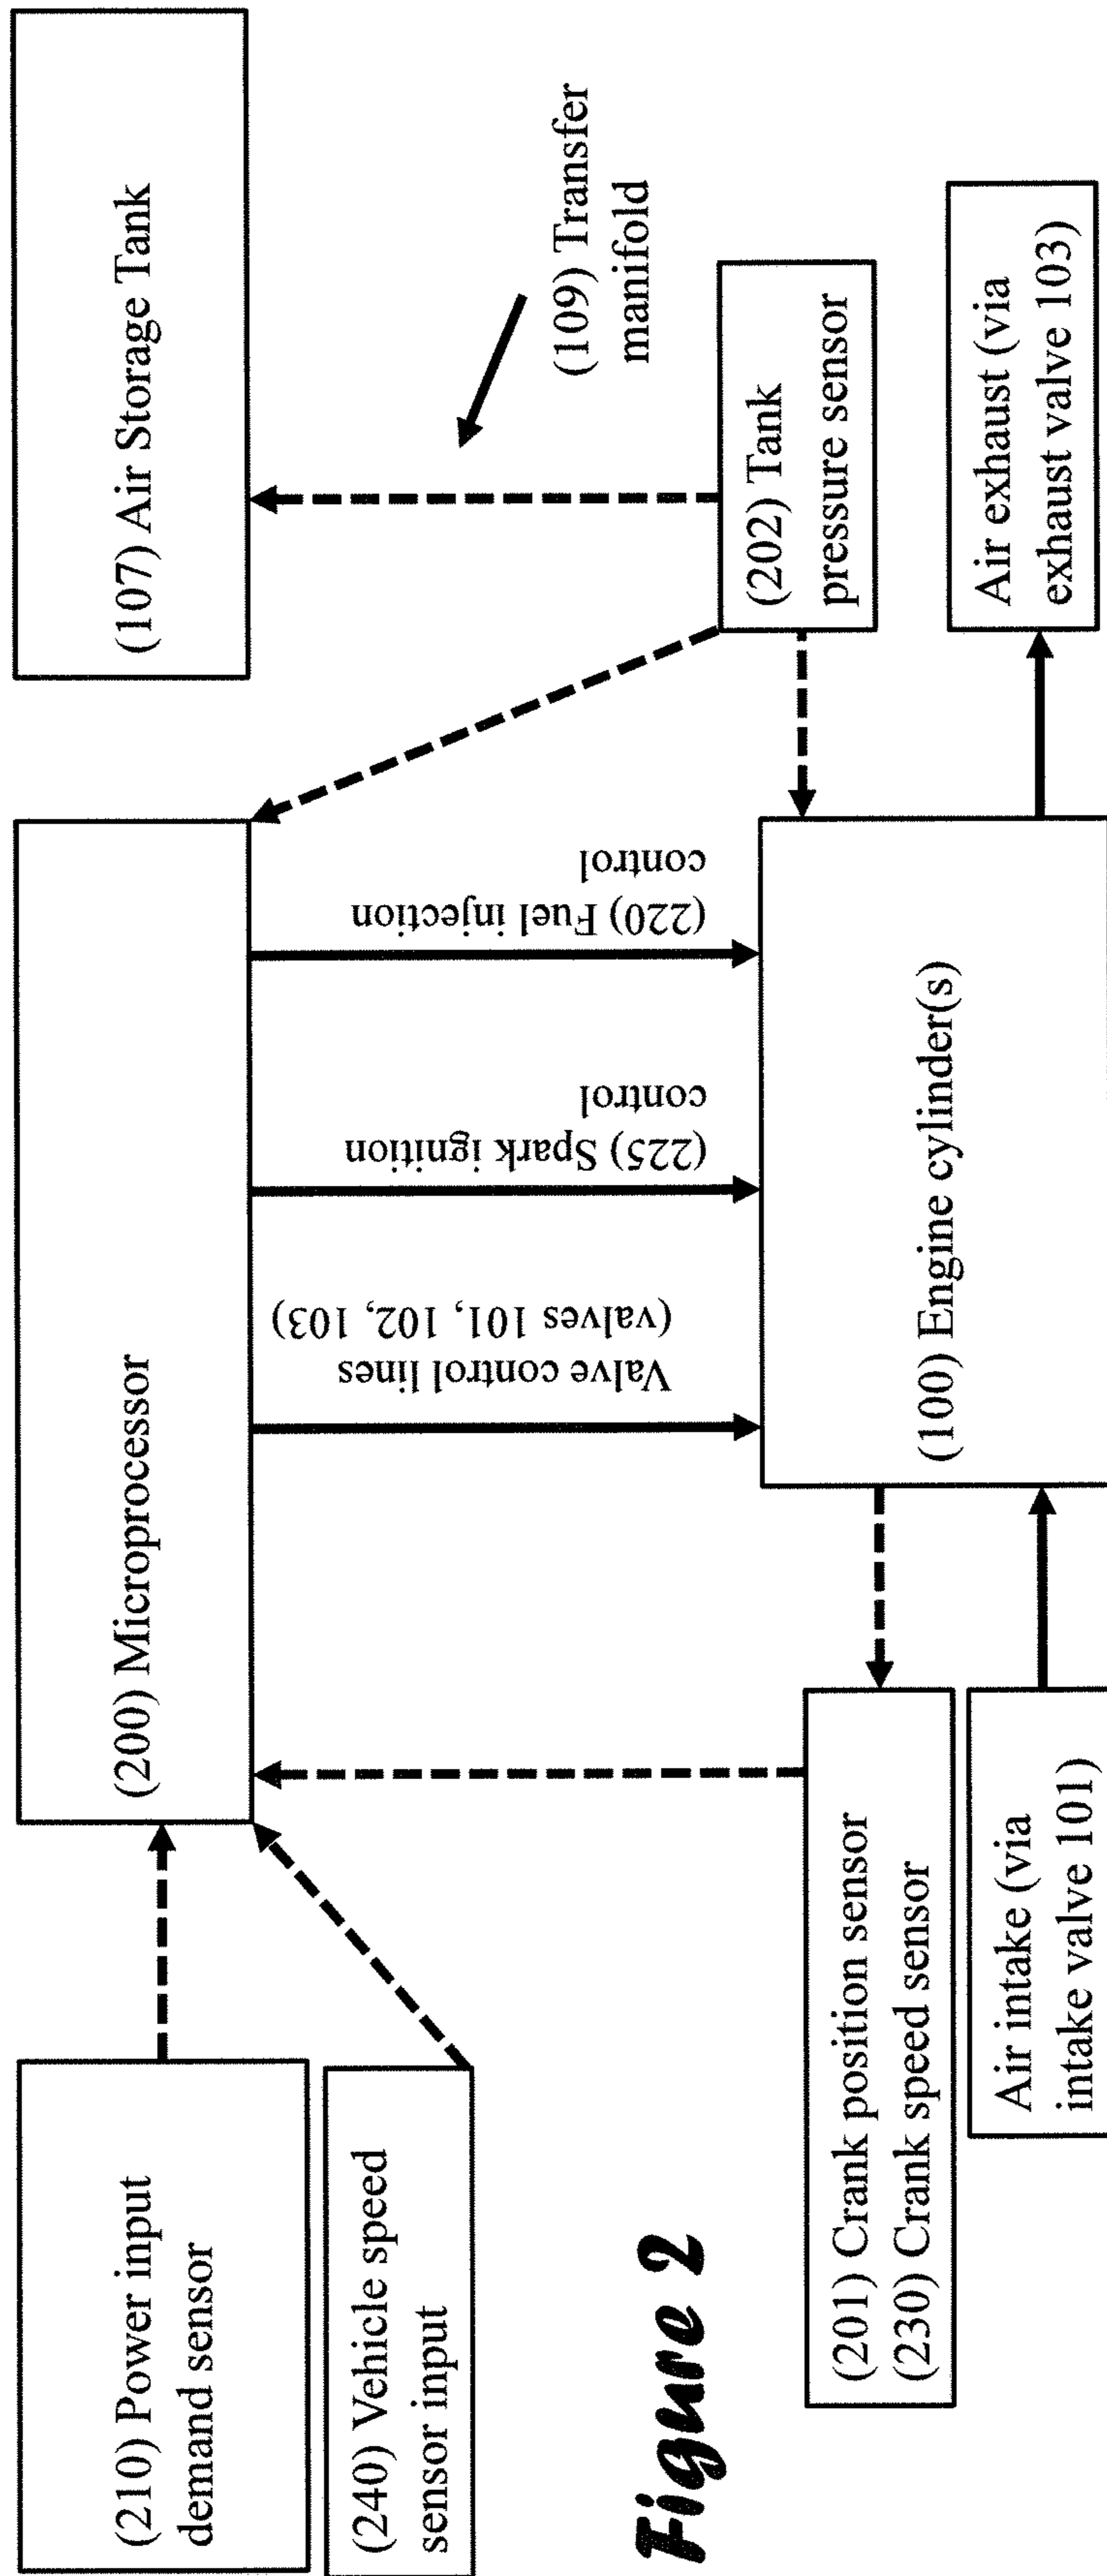 (210) Power input
demand sensor
(240) Vehicle speed
sensor input
(200) Microprocessor
(107) Air Storage Tank
Valve control lines
(valves 101, 102, 103)
(225) Spark ignition
control
(220) Fuel injection
control
(109) Transfer
manifold
(202) Tank
pressure sensor
(201) Crank position sensor
(230) Crank speed sensor
(100) Engine cylinder(s)
Air intake (via
intake valve 101)
Air exhaust (via
exhaust valve 103)
Figure 2